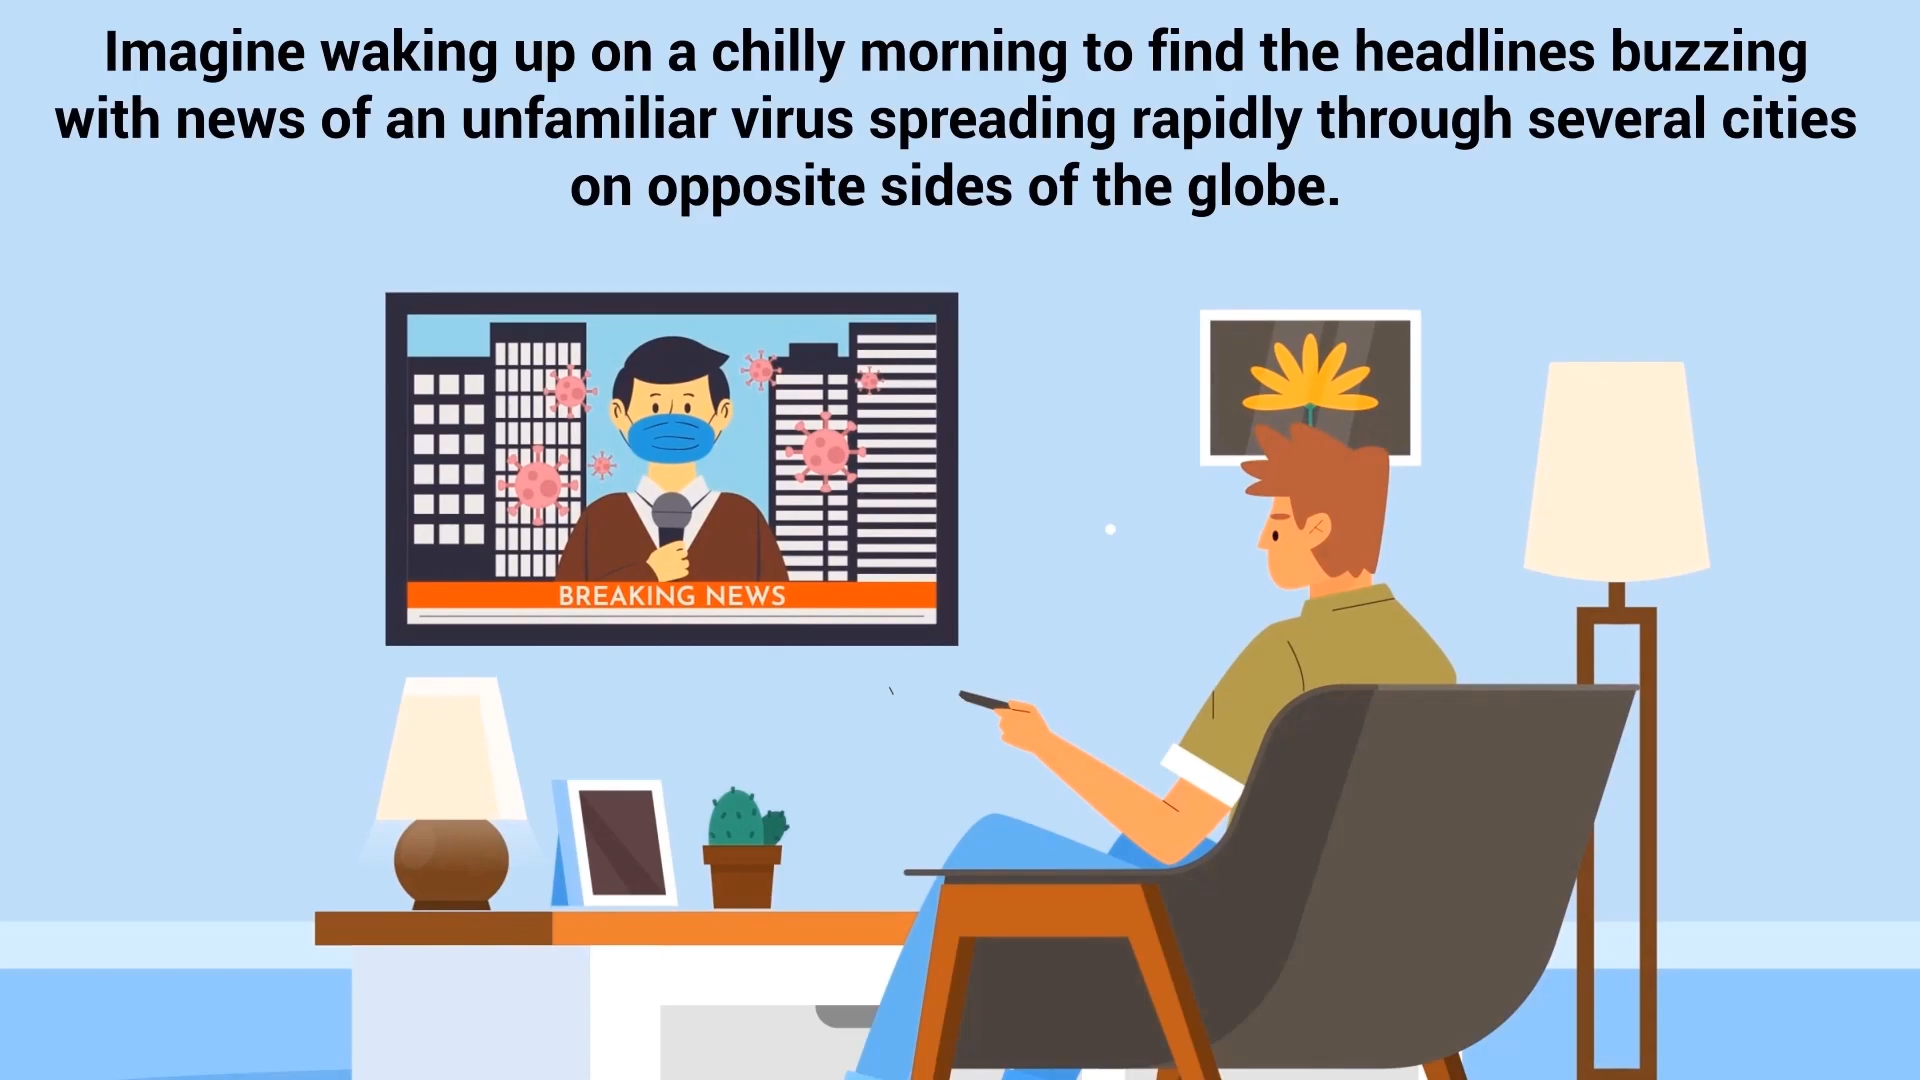 Imagine waking up on a chilly morning to find the headlines buzzing
with news of an unfamiliar virus spreading rapidly through several cities
on opposite sides of the globe.
BREAKING NEWS